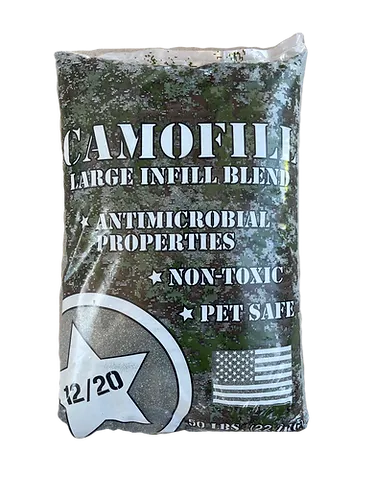 CAMOFILL
LARGE INFILL BLEND
ANTIMICROBIAL
PROPERTIES
NON-TOXIC
PET SAFE
12/20
50 LBS.